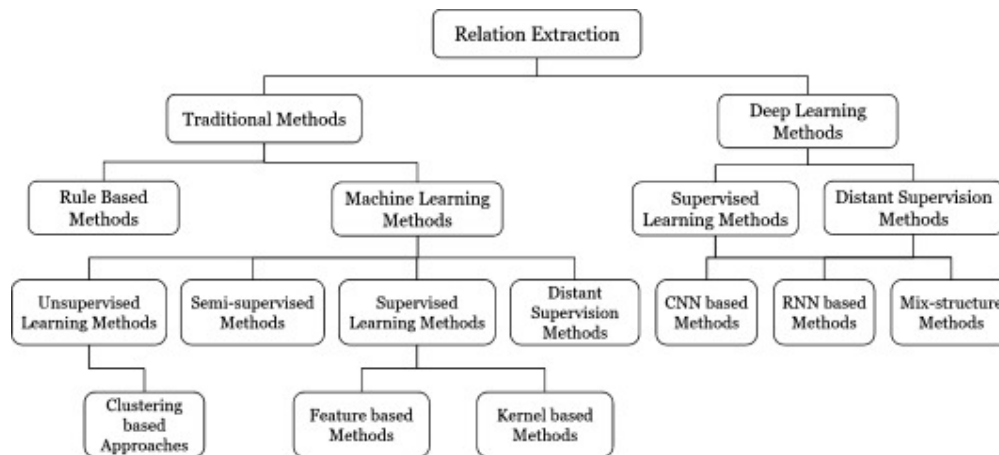 Relation Extraction
Traditional Methods
Deep Learning
Methods
Rule Based
Methods
Machine Learning
Methods
Supervised
Learning Methods
Distant Supervision
Methods
Unsupervised
Learning Methods
Semi-supervised
Methods
Supervised
Learning Methods
Distant
Supervision
Methods
CNN based
Methods
RNN based
Methods
Mix-structure
Methods
Clustering
based
Approaches
Feature based
Methods
Kernel based
Methods